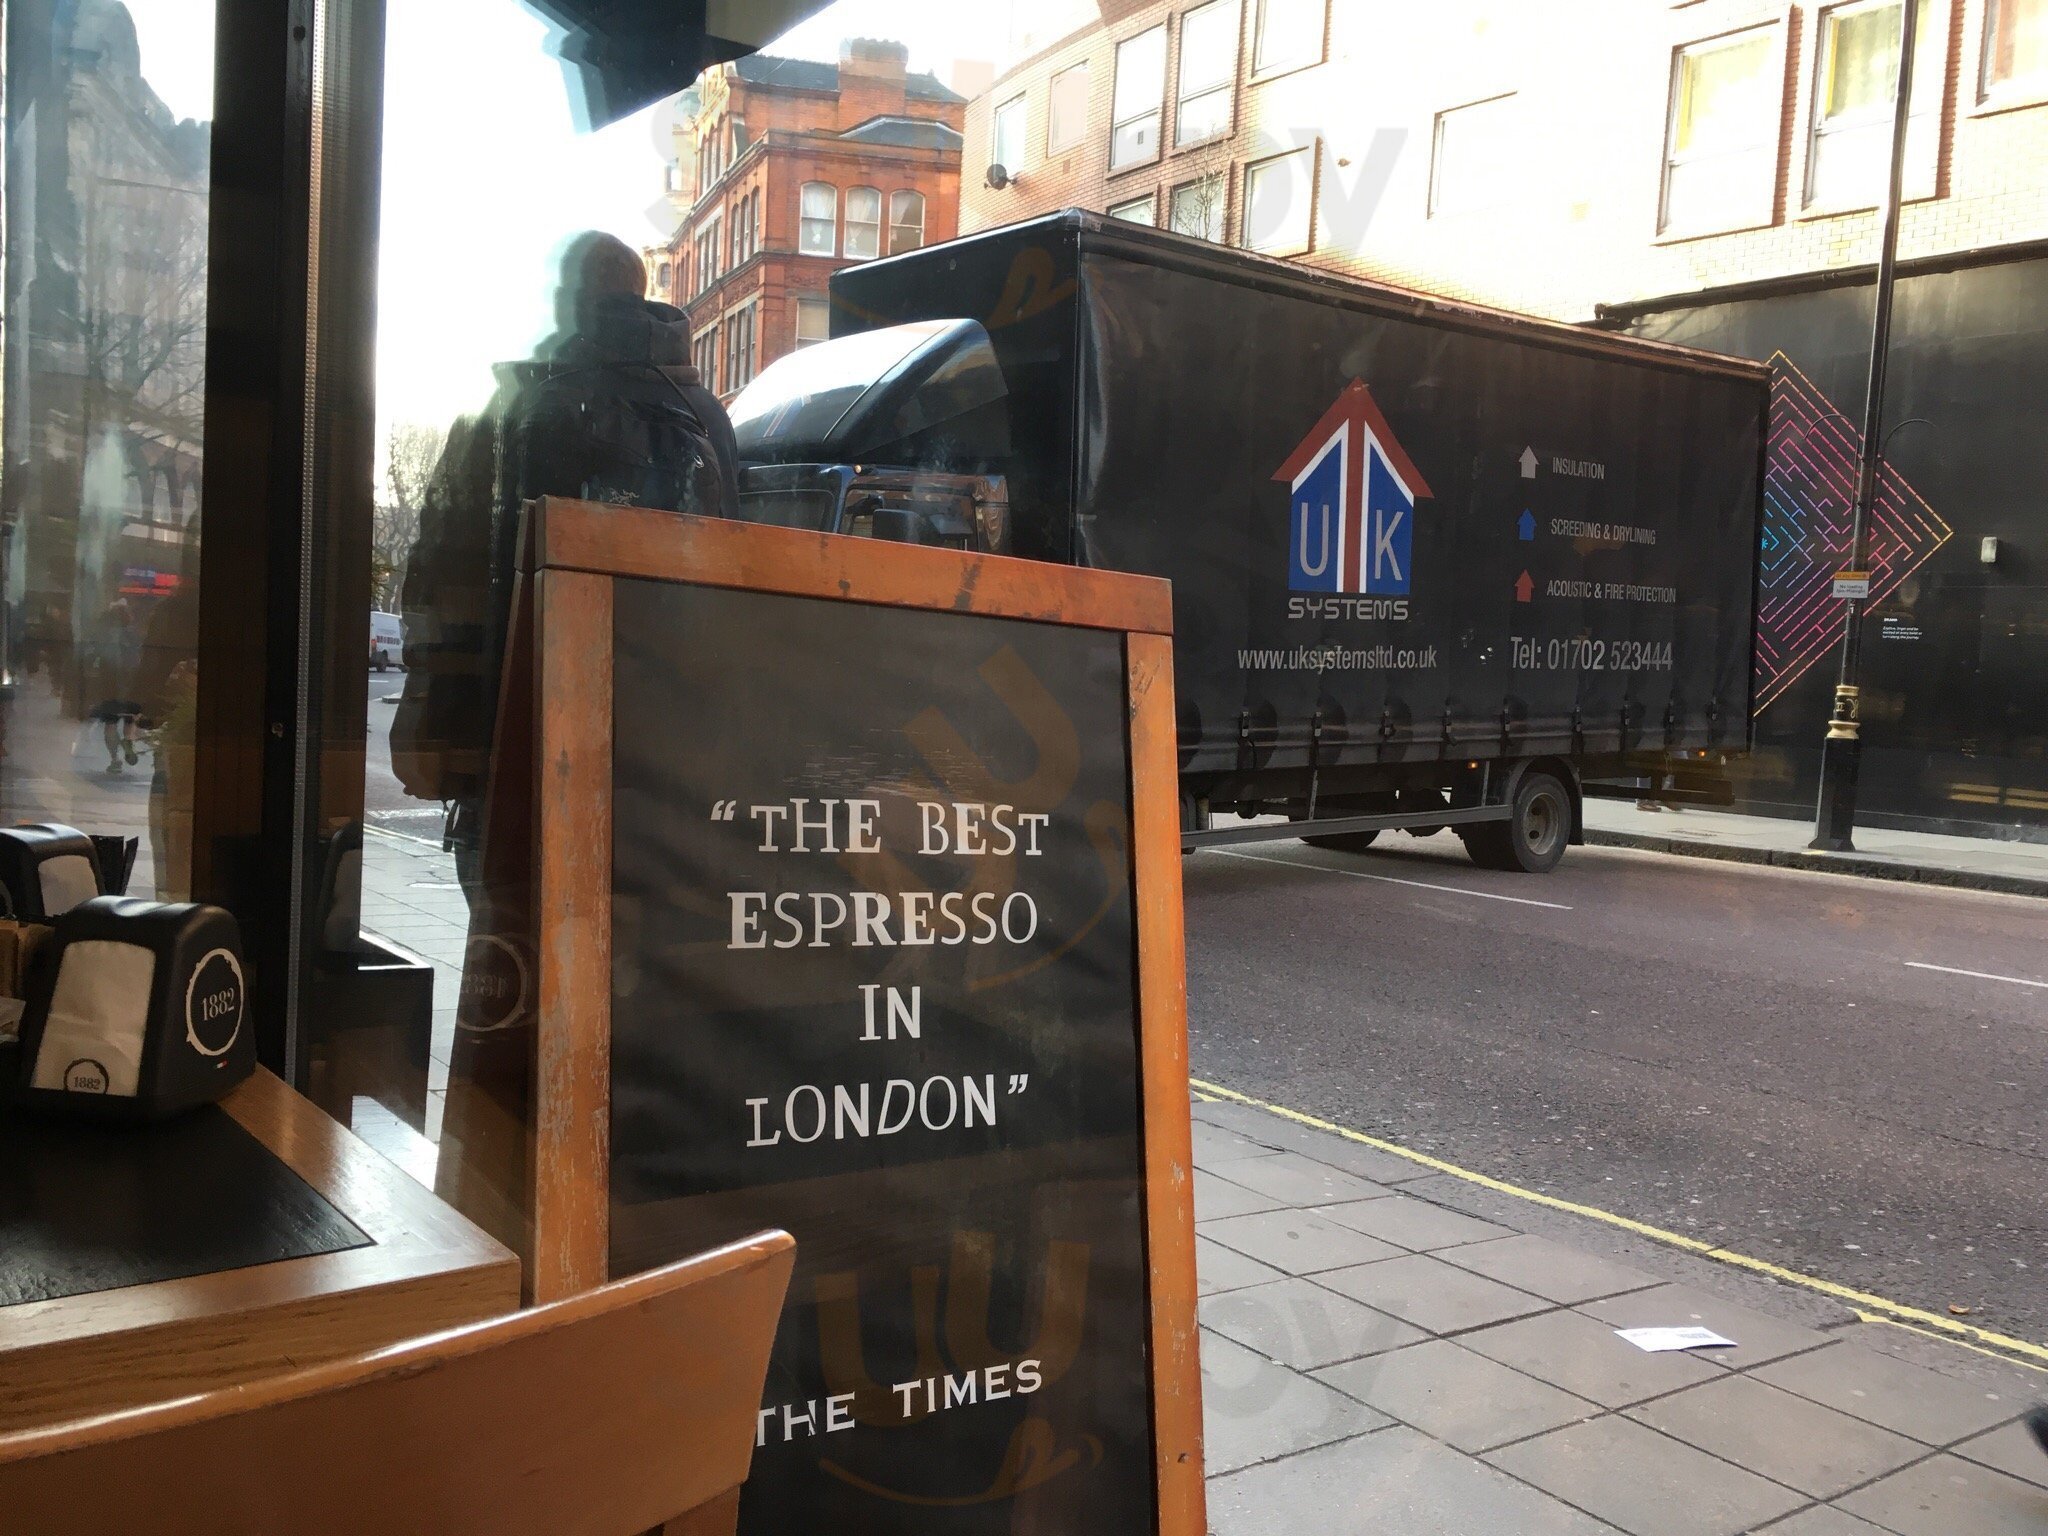 UK
SYSTEMS
www.uksystemsltd.co.uk
INSULATION
SCREEDING & DRYLINING
ACOUSTIC & FIRE PROTECTION
Tel: 01702 523444
"THE BEST
ESPRESSO
IN
LONDON"
THE TIMES
1882
1882